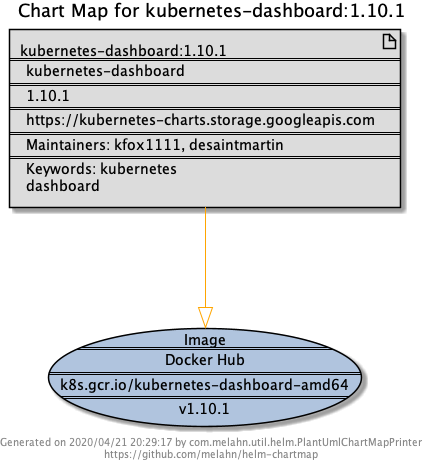 Chart Map for kubernetes-dashboard:1.10.1
kubernetes-dashboard:1.10.1
kubernetes-dashboard
1.10.1
https://kubernetes-charts.storage.googleapis.com
Maintainers: kfox1111, desaintmartin
Keywords: kubernetes
dashboard
Image
Docker Hub
k8s.gcr.io/kubernetes-dashboard-amd64
v1.10.1
Generated on 2020/04/21 20:29:17 by com.melahn.util.helm.PlantUmlChartMapPrinter
https://github.com/melahn/helm-chartmap